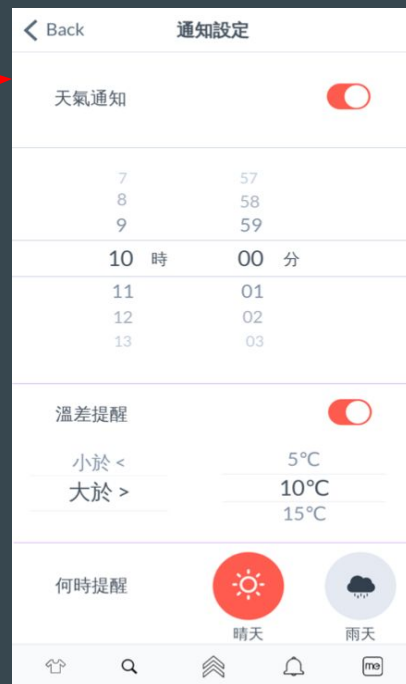 Back 通知設定
天氣通知
7 57
8 58
9 59
10 時 00 分
11 01
12 02
13 03
溫差提醒
小於 < 5°C
大於 > 10°C
15°C
何時提醒
晴天 雨天
me